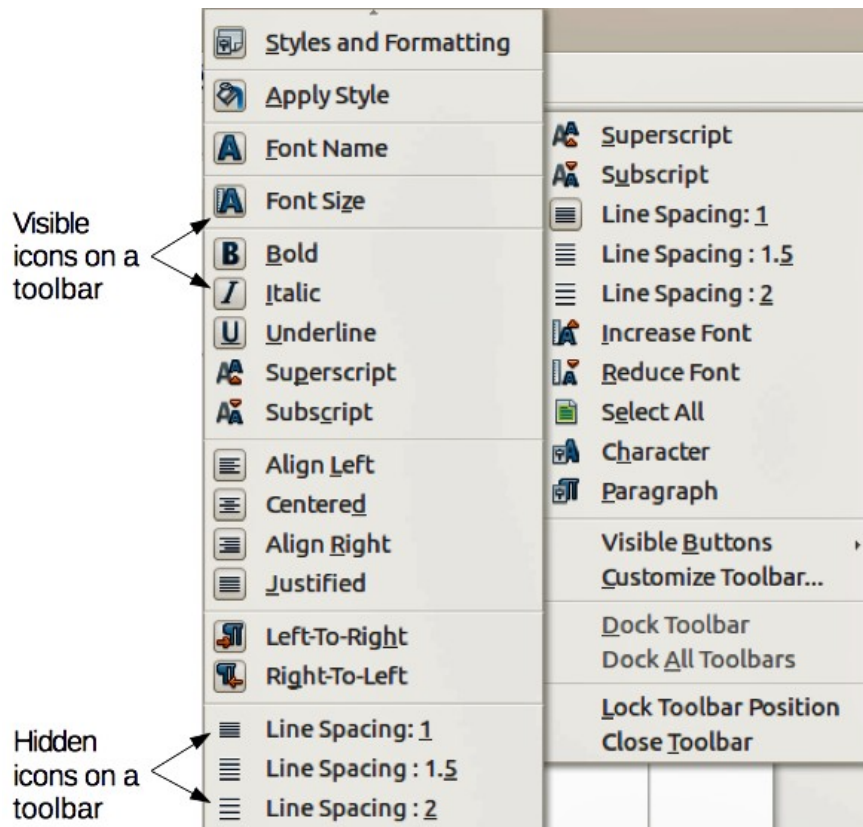 Styles and Formatting
Apply Style
Font Name
Font Size
Bold
Italic
Underline
Superscript
Subscript
Align Left
Centered
Align Right
Justified
Left-To-Right
Right-To-Left
Line Spacing: 1
Line Spacing : 1.5
Line Spacing : 2
Visible
icons on a
toolbar
Hidden
icons on a
toolbar
Superscript
Subscript
Line Spacing: 1
Line Spacing : 1.5
Line Spacing : 2
Increase Font
Reduce Font
Select All
Character
Paragraph
Visible Buttons
Customize Toolbar...
Dock Toolbar
Dock All Toolbars
Lock Toolbar Position
Close Toolbar